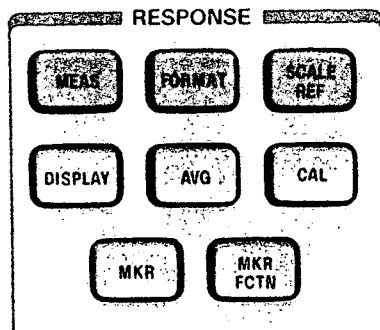 RESPONSE
MEAS FORMAT SCALE
REF
DISPLAY AVG CAL
MKR MKR
FCTN